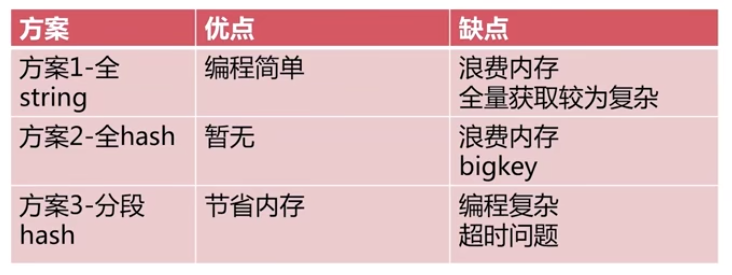 方案 优点 缺点
方案1-全 编程简单 浪费内存
string 全量获取较为复杂
方案2-全hash 暂无 浪费内存
bigkey
方案3-分段 节省内存 编程复杂
hash 超时问题